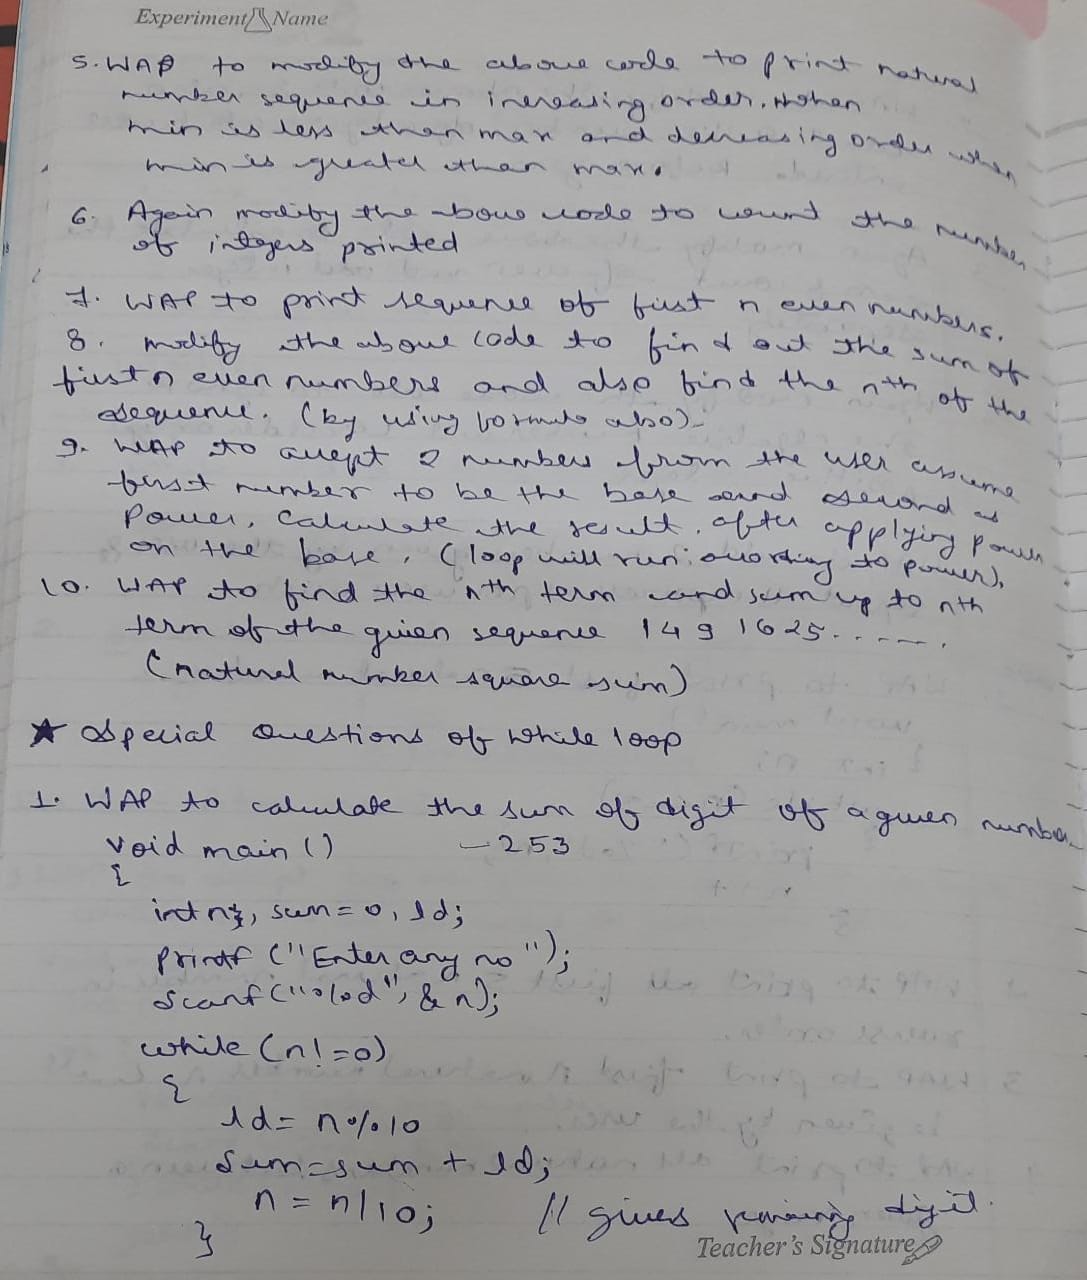 Experiment Name
5. WAP to modify the above code to print natural
number sequence in increasing order. When
min is less than max and decreasing order when
min is greater than max.
6. Again modify the above code to count the number
of integers printed
7. WAP to print sequence of first n even numbers.
8. modify the above code to find out the sum of
first n even numbers and also find the nth of the
sequence. (by using formula also)
9. WAP to accept 2 numbers from the user assume
first number to be the base and second as
Power. Calculate the result. after applying power
on the base. (loop will run according to power).
10. WAP to find the nth term and sum up to nth
term of the given sequence 1 4 9 16 25......
(natural number square sum)
★ Special Questions of while loop
1. WAP to calculate the sum of digit of a given number
void main () - 253
{
int n, sum = 0, ld;
printf ("Enter any no");
scanf ("%d", & n);
while (n! = 0)
{
ld = n % 10
Sum = sum + ld;
n = n / 10; // gives remaining digit.
}
Teacher's Signature